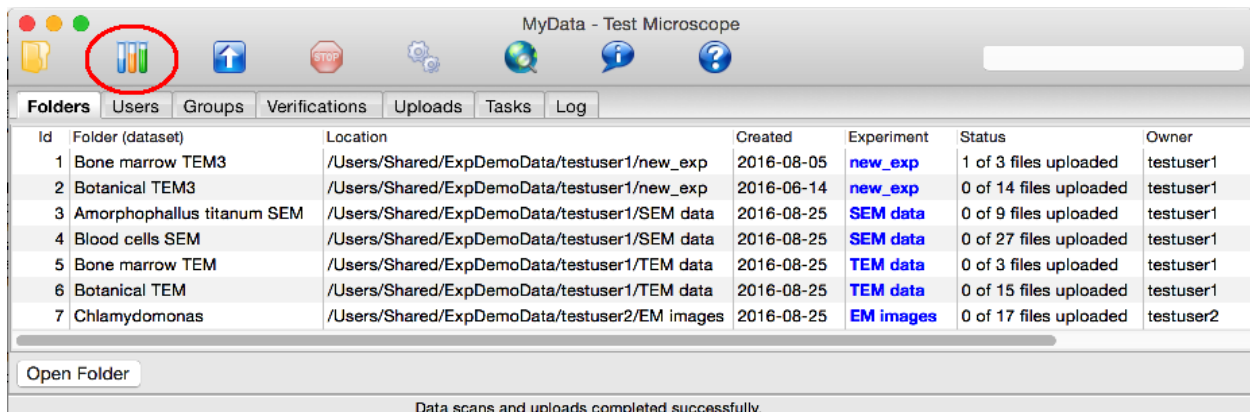 MyData - Test Microscope
STOP
Folders Users Groups Verifications Uploads Tasks Log
Id Folder (dataset) Location Created Experiment Status Owner
1 Bone marrow TEM3 /Users/Shared/ExpDemoData/testuser1/new_exp 2016-08-05 new_exp 1 of 3 files uploaded testuser1
2 Botanical TEM3 /Users/Shared/ExpDemoData/testuser1/new_exp 2016-06-14 new_exp 0 of 14 files uploaded testuser1
3 Amorphophallus titanum SEM /Users/Shared/ExpDemoData/testuser1/SEM data 2016-08-25 SEM data 0 of 9 files uploaded testuser1
4 Blood cells SEM /Users/Shared/ExpDemoData/testuser1/SEM data 2016-08-25 SEM data 0 of 27 files uploaded testuser1
5 Bone marrow TEM /Users/Shared/ExpDemoData/testuser1/TEM data 2016-08-25 TEM data 0 of 3 files uploaded testuser1
6 Botanical TEM /Users/Shared/ExpDemoData/testuser1/TEM data 2016-08-25 TEM data 0 of 15 files uploaded testuser1
7 Chlamydomonas /Users/Shared/ExpDemoData/testuser2/EM images 2016-08-25 EM images 0 of 17 files uploaded testuser2
Open Folder
Data scans and uploads completed successfully.